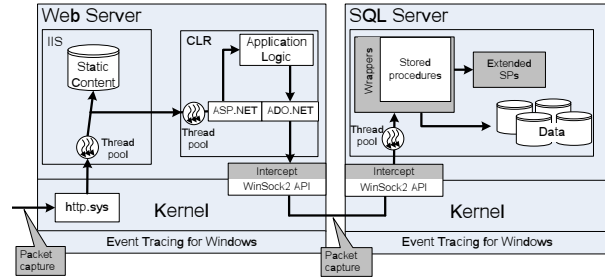 Web Server
IIS
Static
Content
Thread
pool
http.sys
CLR
Application
Logic
ASP.NET
ADO.NET
Thread
pool
Intercept
WinSock2 API
Kernel
Event Tracing for Windows
Packet
capture
SQL Server
Wrappers
Stored
procedures
Extended
SPs
Thread
pool
Data
Intercept
WinSock2 API
Kernel
Event Tracing for Windows
Packet
capture